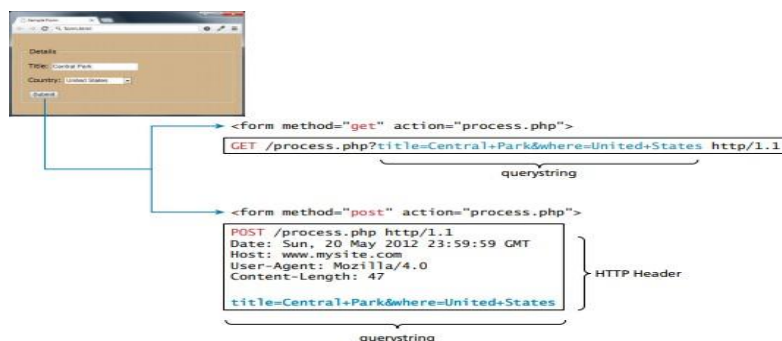 Sample Form
Details
Title: Central Park
Country: United States
Submit
<form method="get" action="process.php">
GET /process.php?title=Central+Park&where=United+States http/1.1
querystring
<form method="post" action="process.php">
POST /process.php http/1.1
Date: Sun, 20 May 2012 23:59:59 GMT
Host: www.mysite.com
User-Agent: Mozilla/4.0
Content-Length: 47
HTTP Header
title=Central+Park&where=United+States
querystring